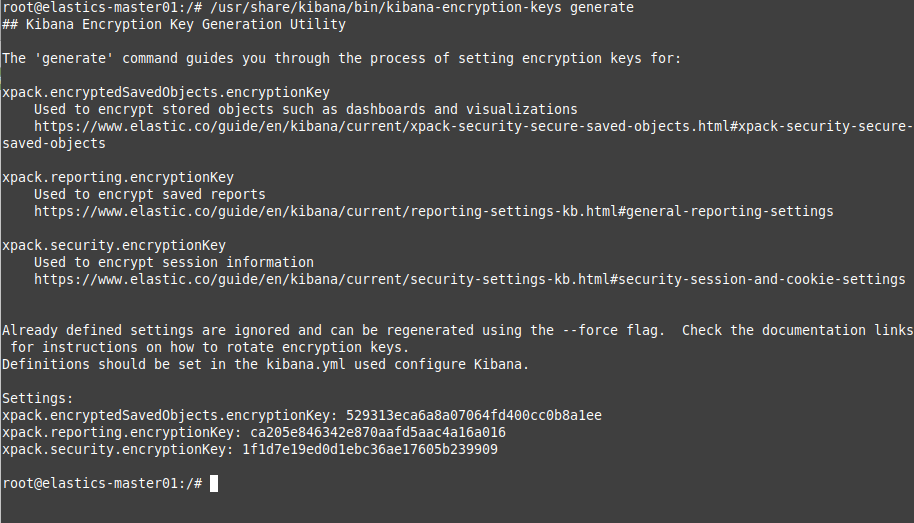 root@elastics-master01:/# /usr/share/kibana/bin/kibana-encryption-keys generate
## Kibana Encryption Key Generation Utility
The 'generate' command guides you through the process of setting encryption keys for:
xpack.encryptedSavedObjects.encryptionKey
    Used to encrypt stored objects such as dashboards and visualizations
    https://www.elastic.co/guide/en/kibana/current/xpack-security-secure-saved-objects.html#xpack-security-secure-
saved-objects
xpack.reporting.encryptionKey
    Used to encrypt saved reports
    https://www.elastic.co/guide/en/kibana/current/reporting-settings-kb.html#general-reporting-settings
xpack.security.encryptionKey
    Used to encrypt session information
    https://www.elastic.co/guide/en/kibana/current/security-settings-kb.html#security-session-and-cookie-settings
Already defined settings are ignored and can be regenerated using the --force flag.  Check the documentation links
 for instructions on how to rotate encryption keys.
Definitions should be set in the kibana.yml used configure Kibana.
Settings:
xpack.encryptedSavedObjects.encryptionKey: 529313eca6a8a07064fd400cc0b8a1ee
xpack.reporting.encryptionKey: ca205e846342e870aafd5aac4a16a016
xpack.security.encryptionKey: 1f1d7e19ed0d1ebc36ae17605b239909
root@elastics-master01:/#